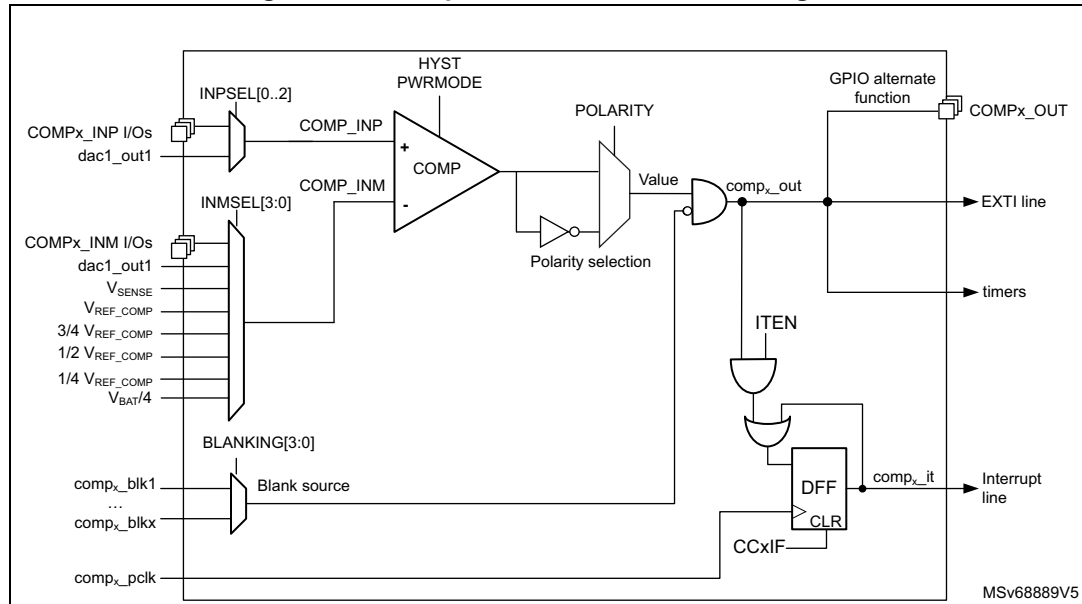 HYST
PWRMODE
GPIO alternate
function
INPSEL[0..2]
POLARITY
COMPx_OUT
COMPx_INP I/Os
COMP_INP
dac1_out1
+
COMP
-
COMP_INM
Value
compx_out
EXTI line
INMSEL[3:0]
COMPx_INM I/Os
dac1_out1
Polarity selection
VSENSE
VREF_COMP
timers
3/4 VREF_COMP
ITEN
1/2 VREF_COMP
1/4 VREF_COMP
VBAT/4
BLANKING[3:0]
compx_blk1
Blank source
…
compx_blkx
DFF
compx_it
Interrupt
line
CLR
CCxIF
compx_pclk
MSv68889V5